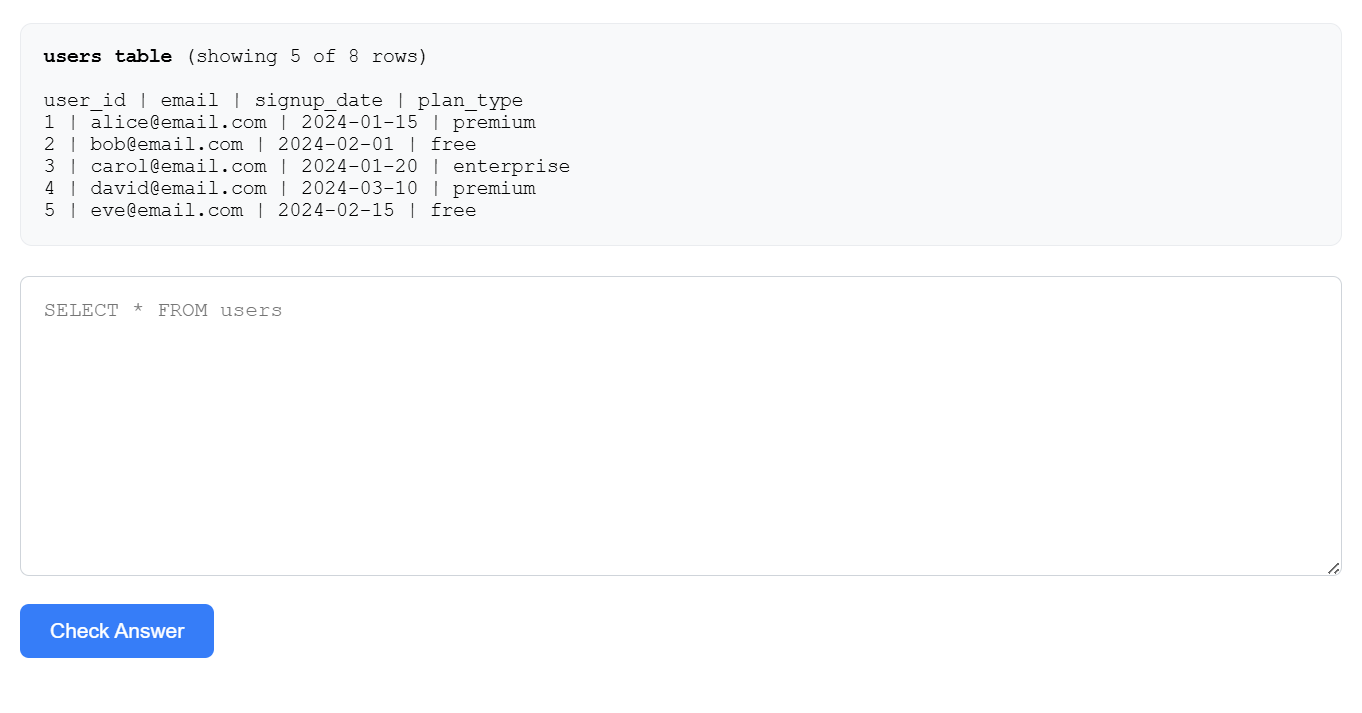 users table (showing 5 of 8 rows)
user_id | email | signup_date | plan_type
1 | alice@email.com | 2024-01-15 | premium
2 | bob@email.com | 2024-02-01 | free
3 | carol@email.com | 2024-01-20 | enterprise
4 | david@email.com | 2024-03-10 | premium
5 | eve@email.com | 2024-02-15 | free
SELECT * FROM users
Check Answer